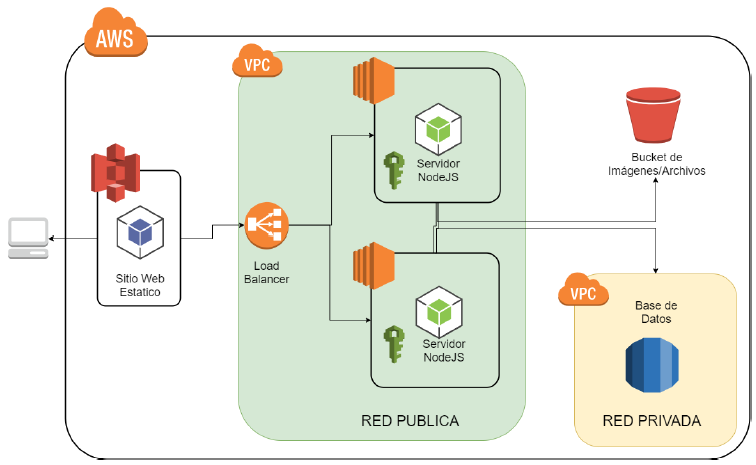 AWS
VPC
Servidor
NodeJS
Bucket de
Imágenes/Archivos
Sitio Web
Estatico
Load
Balancer
VPC
Base de
Datos
Servidor
NodeJS
RED PUBLICA
RED PRIVADA